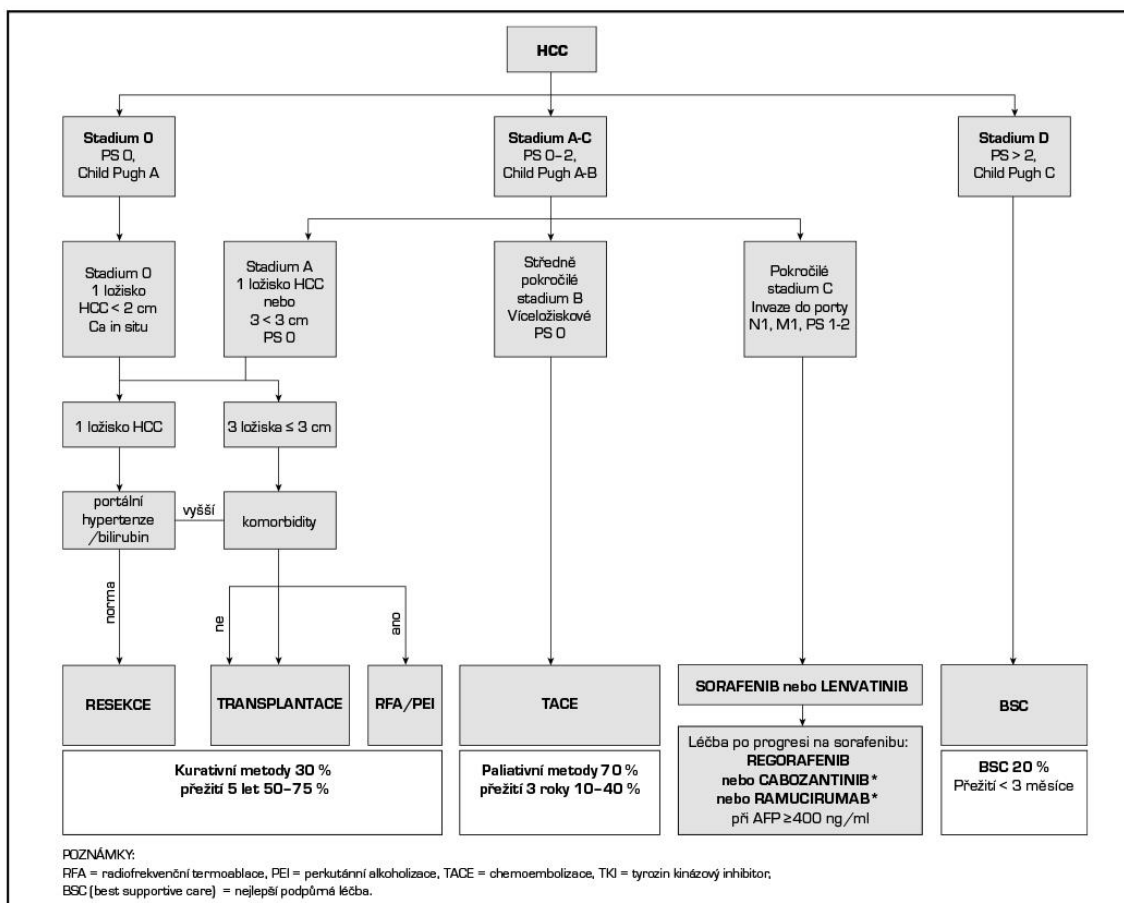 HCC
Stadium 0
PS 0,
Child Pugh A
Stadium A-C
PS 0–2,
Child Pugh A-B
Stadium D
PS > 2,
Child Pugh C
Stadium 0
1 ložisko
HCC < 2 cm
Ca in situ
Stadium A
1 ložisko HCC
nebo
3 < 3 cm
PS 0
Středně
pokročilé
stadium B
Víceložiskové
PS 0
Pokročilé
stadium C
Invaze do porty
N1, M1, PS 1-2
1 ložisko HCC
3 ložiska ≤ 3 cm
portální
hypertenze
/bilirubin
vyšší
komorbidity
norma
ne
ano
RESEKCE
TRANSPLANTACE
RFA/PEI
TACE
SORAFENIB nebo LENVATINIB
BSC
Kurativní metody 30 %
přežití 5 let 50–75 %
Paliativní metody 70 %
přežití 3 roky 10–40 %
Léčba po progresi na sorafenibu:
REGORAFENIB
nebo CABOZANTINIB*
nebo RAMUCIRUMAB*
při AFP ≥400 ng/ml
BSC 20 %
Přežití < 3 měsíce
POZNÁMKY:
RFA = radiofrekvenční termoablace, PEI = perkutánní alkoholizace, TACE = chemoembolizace, TKI = tyrozin kinázový inhibitor,
BSC (best supportive care) = nejlepší podpůrná léčba.